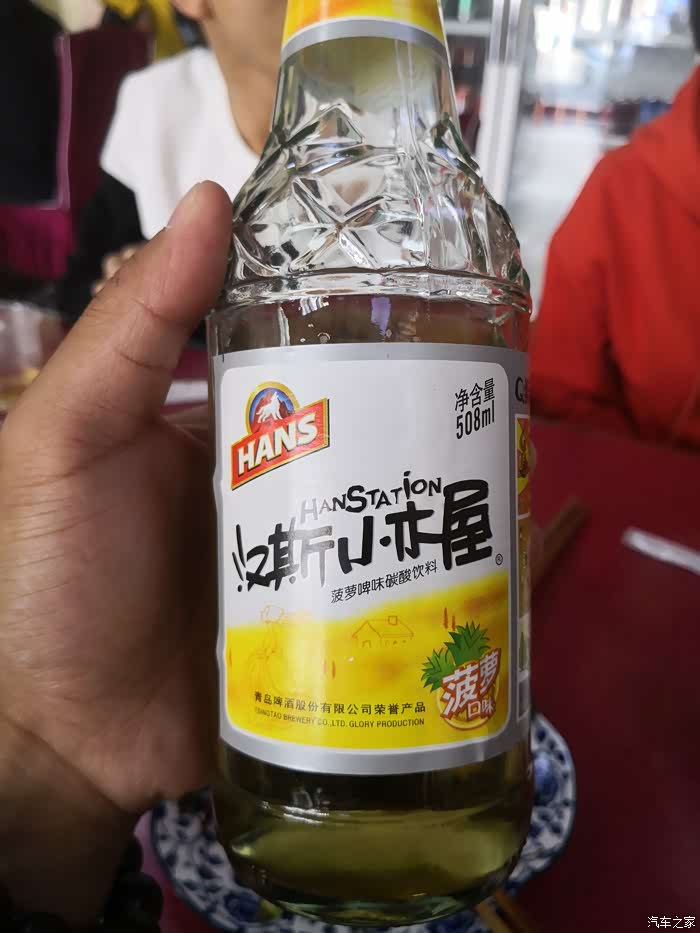 HANS
净含量
508ml
HANSTATiON
汉斯小木屋®
菠萝啤味碳酸饮料
菠萝
口味
青岛啤酒股份有限公司荣誉产品
TSINGTAO BREWERY CO.,LTD. GLORY PRODUCTION
汽车之家